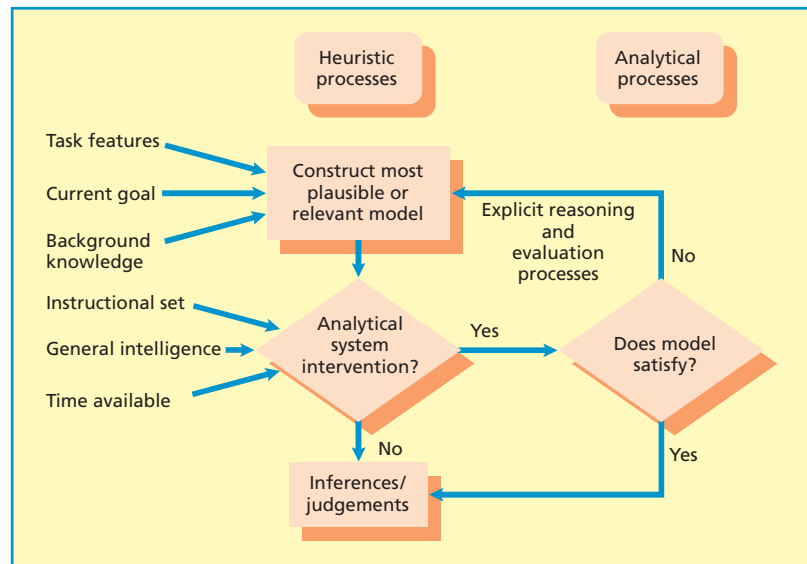 Heuristic
processes
Analytical
processes
Task features
Current goal
Background
knowledge
Construct most
plausible or
relevant model
Explicit reasoning
and
evaluation
processes
No
Instructional set
General intelligence
Time available
Analytical
system
intervention?
Yes
Does model
satisfy?
No
Yes
Inferences/
judgements